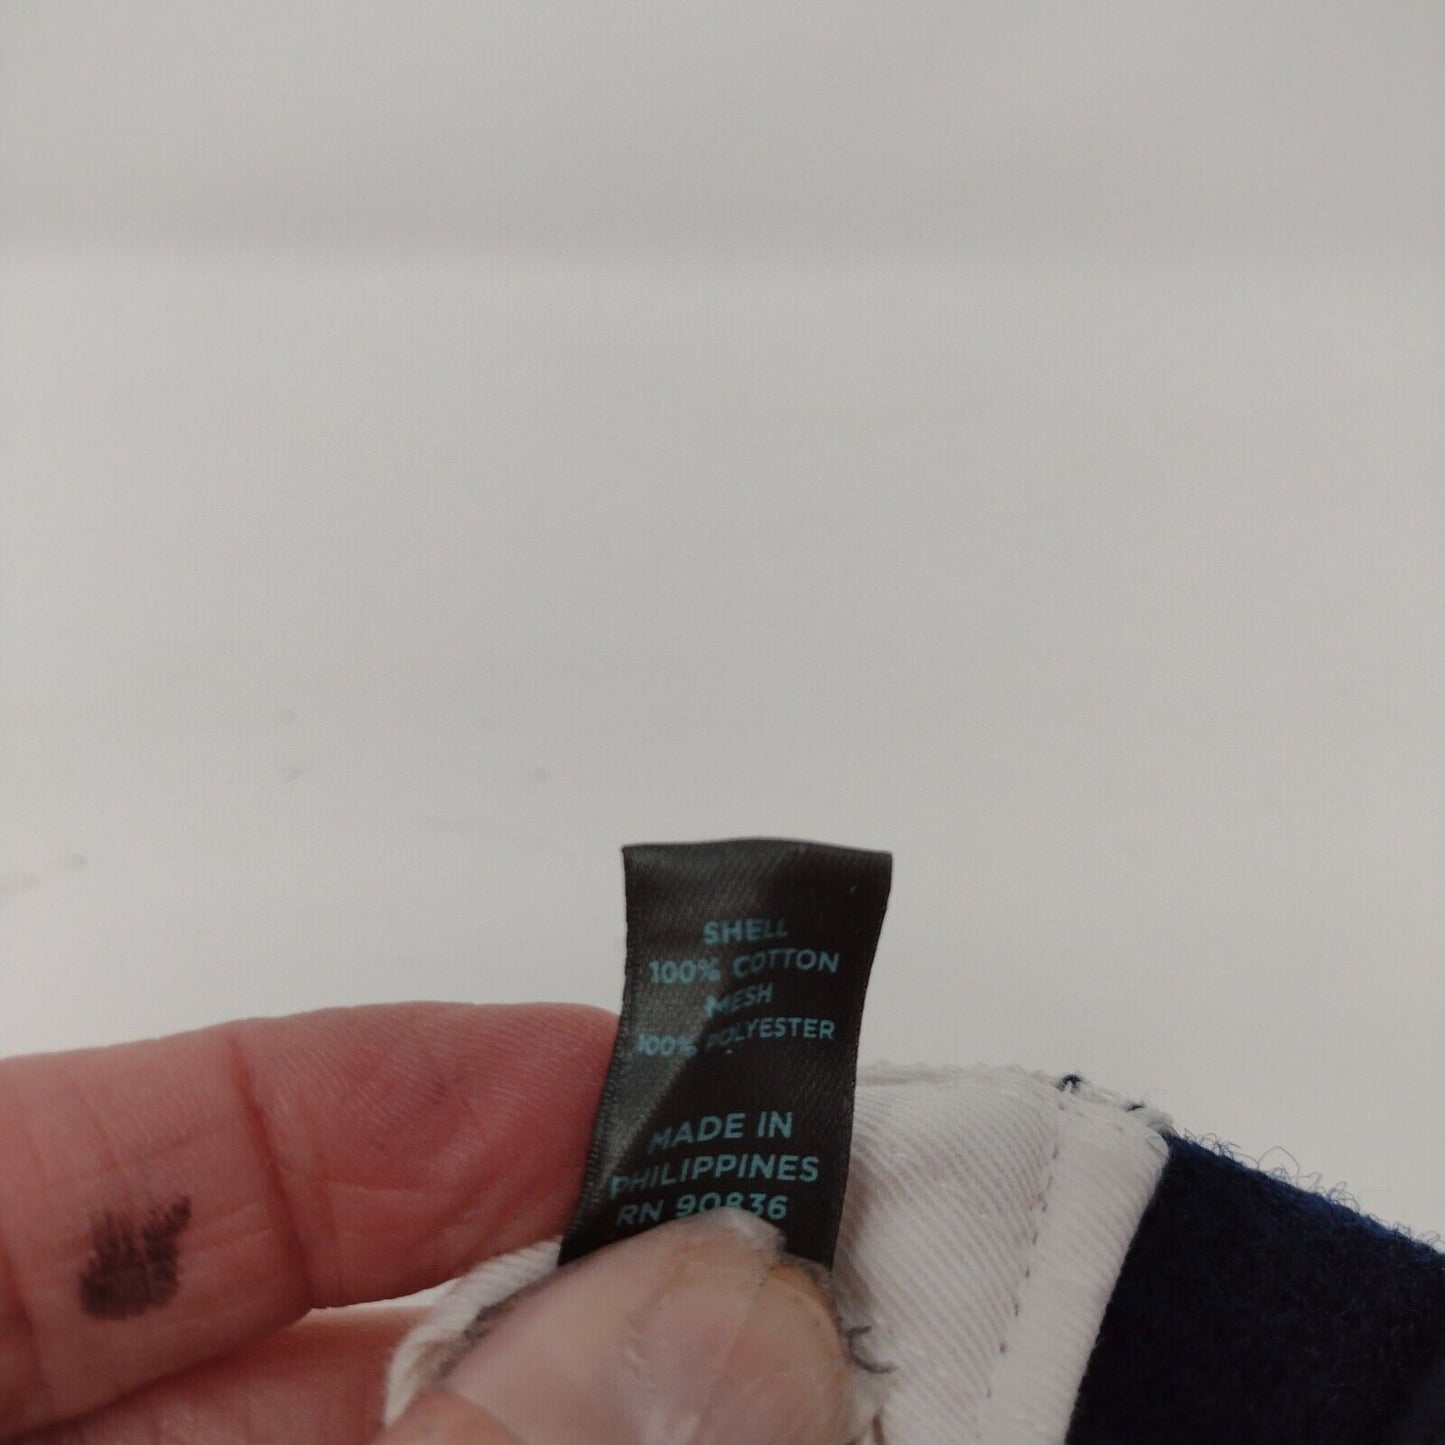 SHELL
100% COTTON
MESH
100% POLYESTER
MADE IN
PHILIPPINES
RN 90836